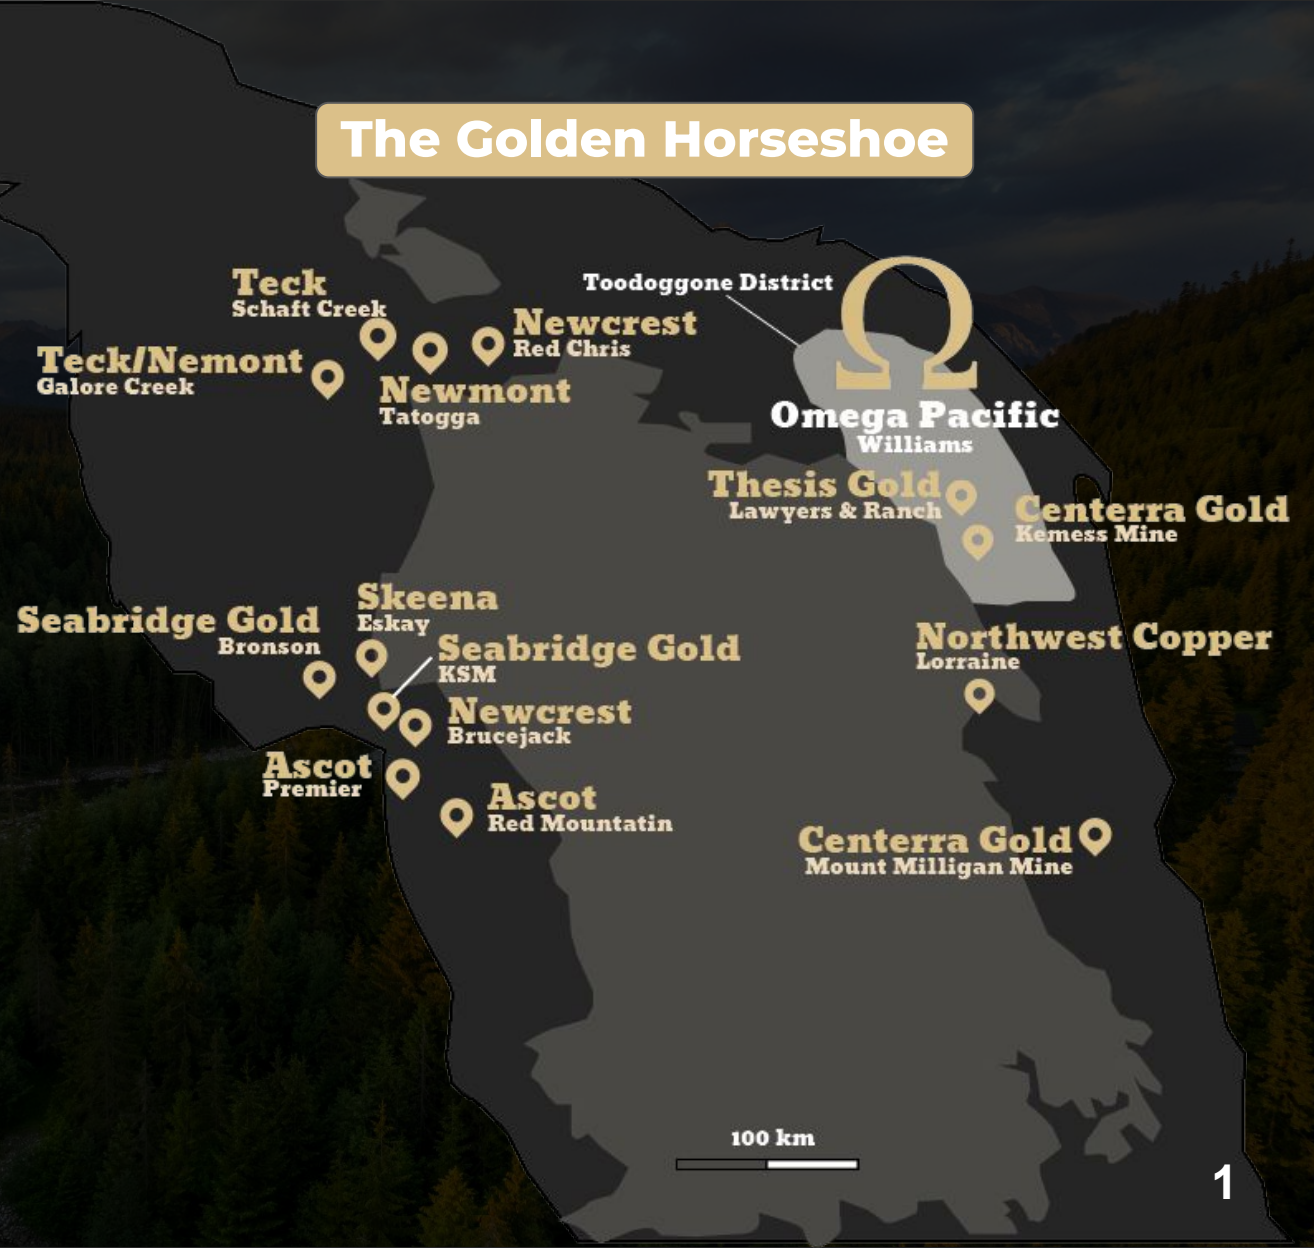 The Golden Horseshoe
Teck
Schaft Creek
Toodoggone District
Ω
Newcrest
Red Chris
Teck/Nemont
Galore Creek
Newmont
Tatogga
Omega Pacific
Williams
Thesis Gold
Lawyers & Ranch
Centerra Gold
Kemess Mine
Skeena
Eskay
Seabridge Gold
Bronson
Seabridge Gold
KSM
Northwest Copper
Lorraine
Newcrest
Brucejack
Ascot
Premier
Ascot
Red Mountatin
Centerra Gold
Mount Milligan Mine
100 km
1